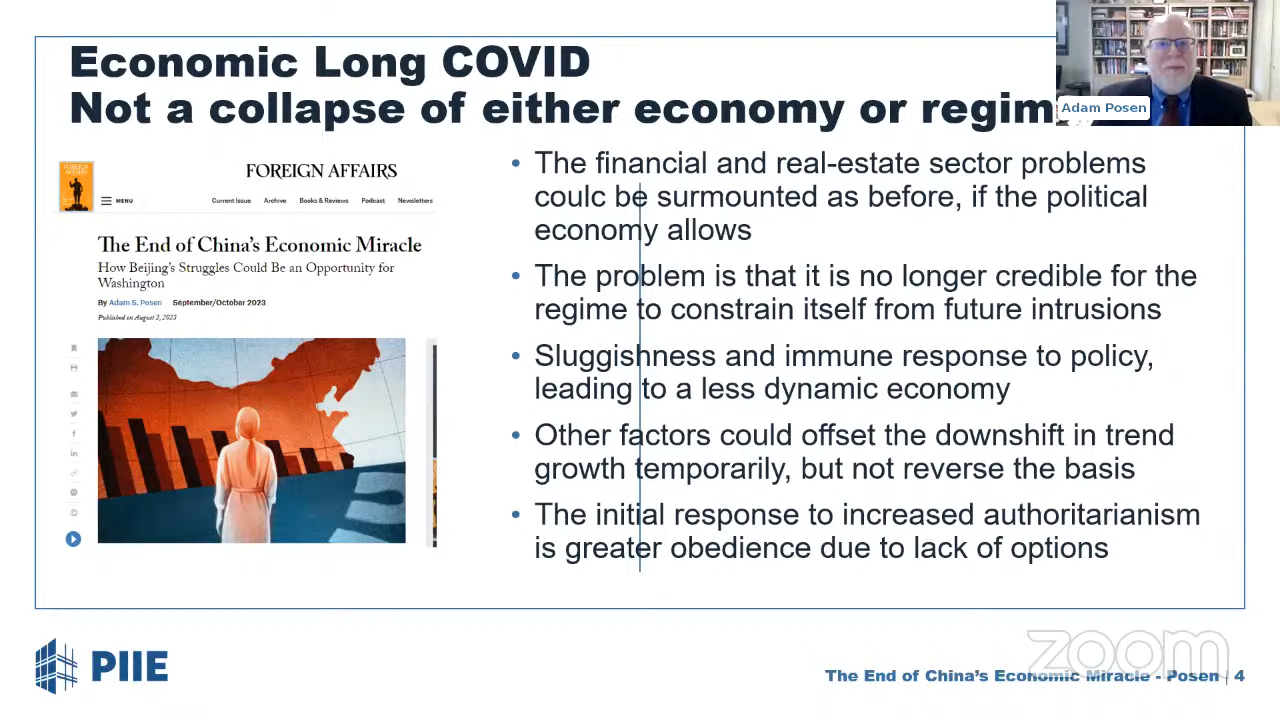 Economic Long COVID
Not a collapse of either economy or regim
Adam Posen
FOREIGN AFFAIRS
MENU
Current Issue Archive Books & Reviews Podcast Newsletters
The End of China's Economic Miracle
How Beijing's Struggles Could Be an Opportunity for
Washington
By Adam S. Posen September/October 2023
Published on August 2, 2023
• The financial and real-estate sector problems
coulc be surmounted as before, if the political
economy allows
• The problem is that it is no longer credible for the
regime to constrain itself from future intrusions
• Sluggishness and immune response to policy,
leading to a less dynamic economy
• Other factors could offset the downshift in trend
growth temporarily, but not reverse the basis
• The initial response to increased authoritarianism
is greater obedience due to lack of options
PIIE
zoom
The End of China's Economic Miracle - Posen | 4